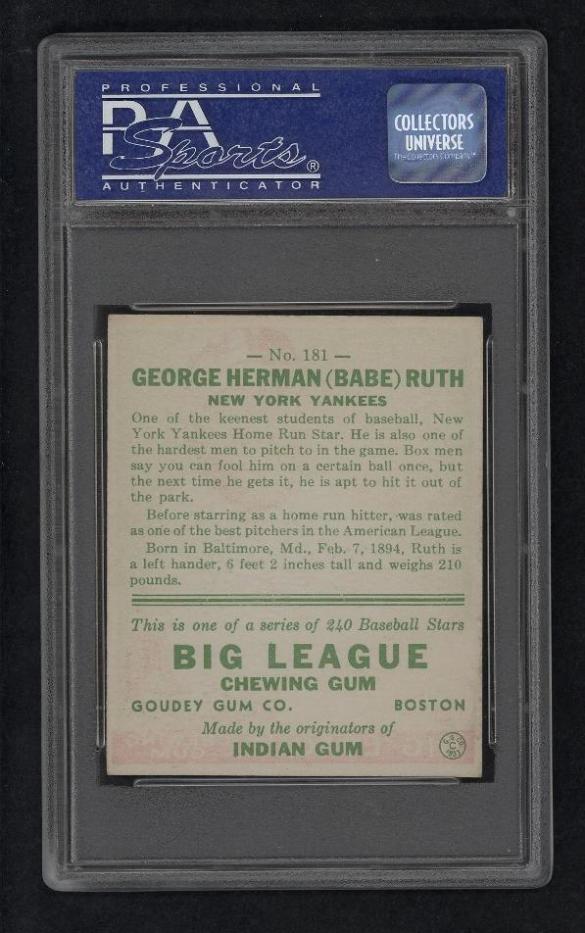 PROFESSIONAL
PSA
Sports®
AUTHENTICATOR
COLLECTORS
UNIVERSE
The Collectors Company™
— No. 181 —
GEORGE HERMAN (BABE) RUTH
NEW YORK YANKEES
One of the keenest students of baseball, New
York Yankees Home Run Star. He is also one of
the hardest men to pitch to in the game. Box men
say you can fool him on a certain ball once, but
the next time he gets it, he is apt to hit it out of
the park.
Before starring as a home run hitter, was rated
as one of the best pitchers in the American League.
Born in Baltimore, Md., Feb. 7, 1894, Ruth is
a left hander, 6 feet 2 inches tall and weighs 210
pounds.
This is one of a series of 240 Baseball Stars
BIG LEAGUE
CHEWING GUM
GOUDEY GUM CO. BOSTON
Made by the originators of
INDIAN GUM